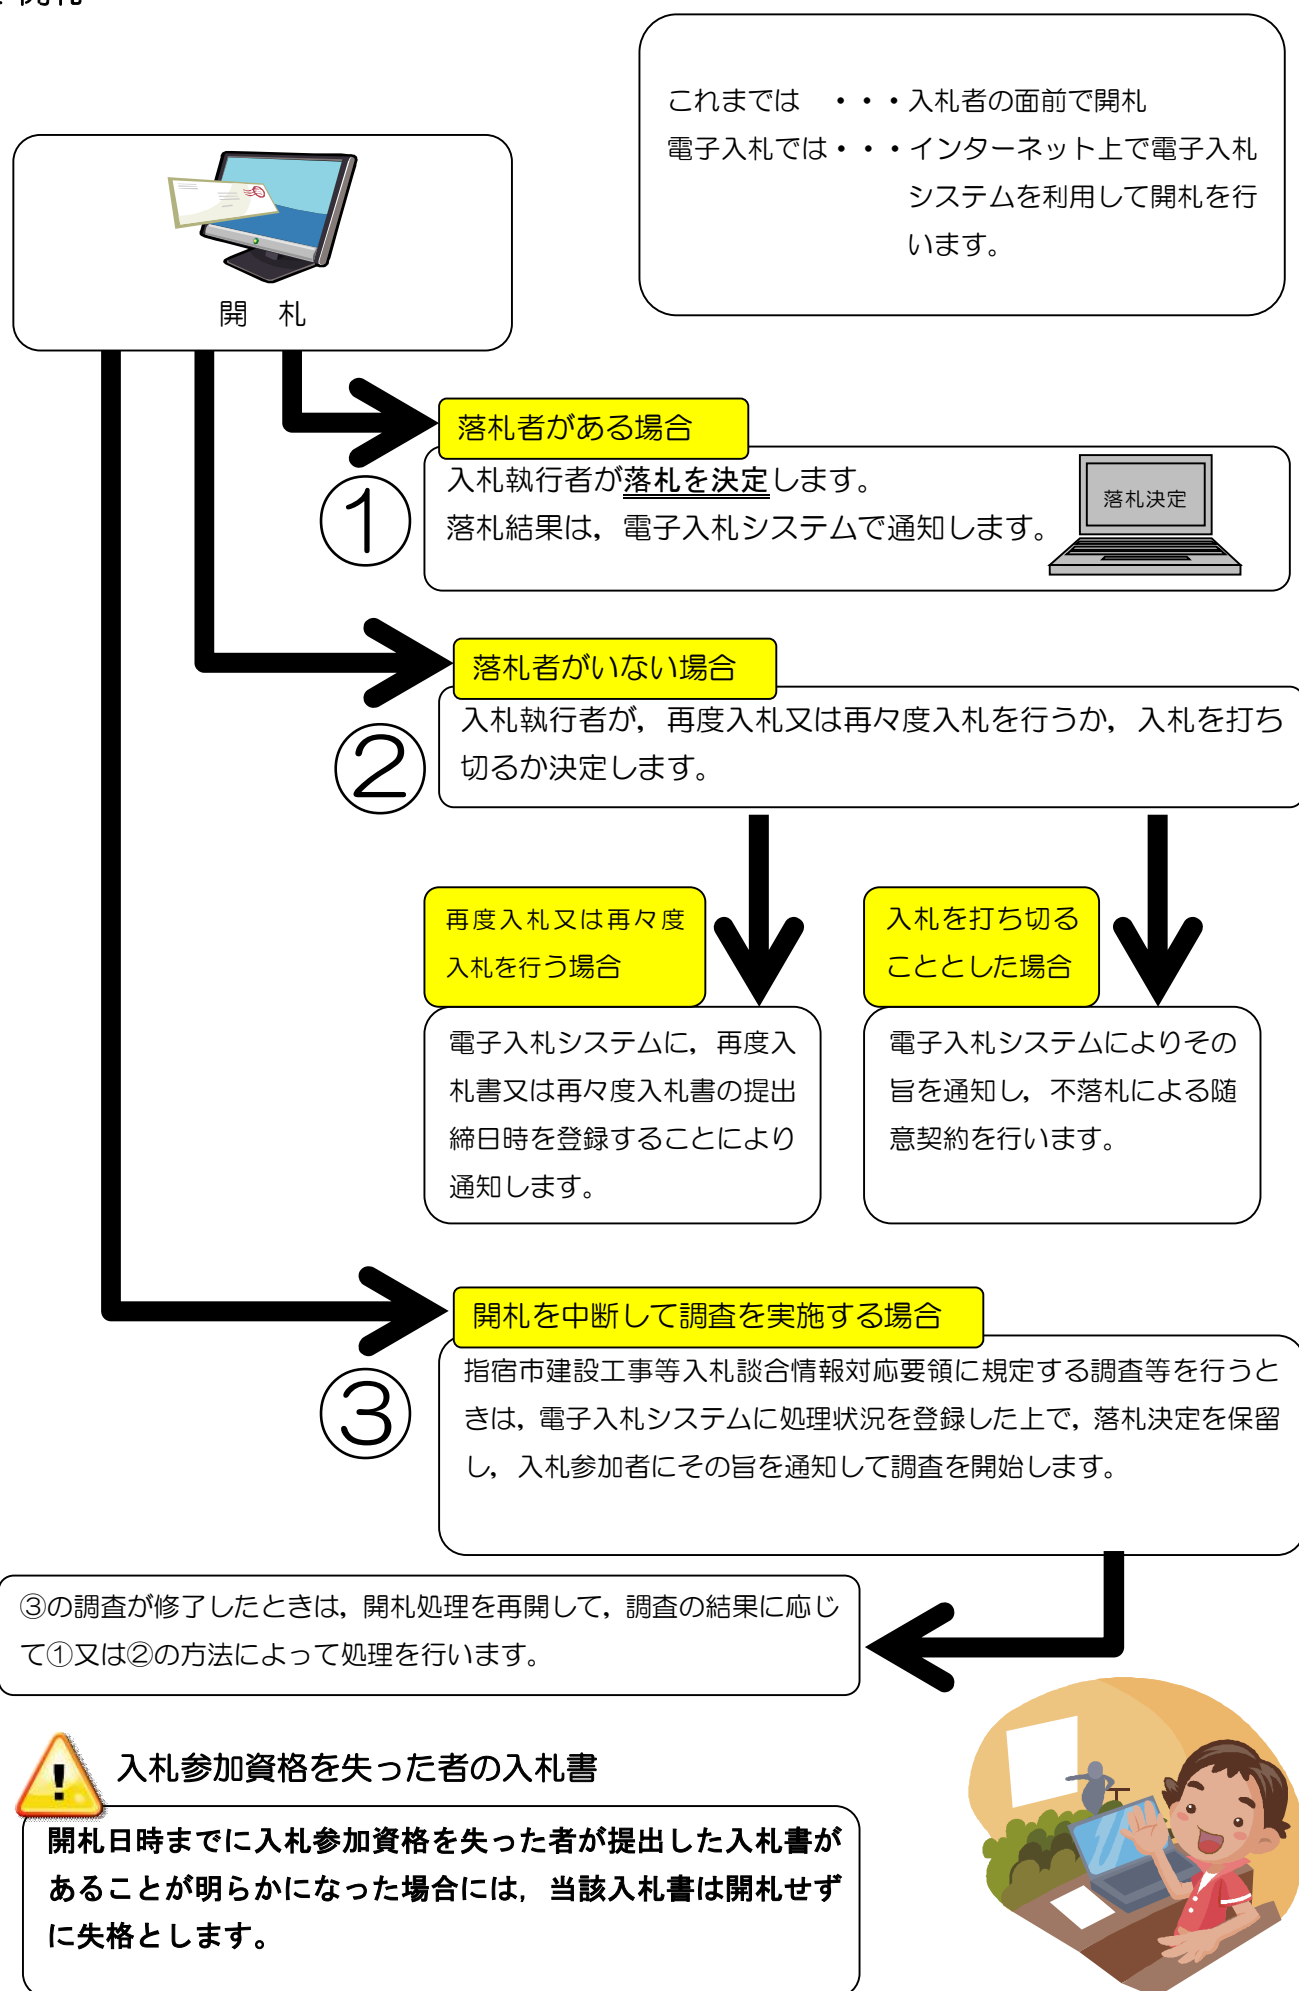 これまでは ・・・入札者の面前で開札
電子入札では・・・インターネット上で電子入札
システムを利用して開札を行
います。
開 札
落札者がある場合
①
入札執行者が落札を決定します。
落札結果は，電子入札システムで通知します。
落札決定
落札者がいない場合
②
入札執行者が，再度入札又は再々度入札を行うか，入札を打ち
切るか決定します。
再度入札又は再々度
入札を行う場合
電子入札システムに，再度入
札書又は再々度入札書の提出
締日時を登録することにより
通知します。
入札を打ち切る
こととした場合
電子入札システムによりその
旨を通知し，不落札による随
意契約を行います。
開札を中断して調査を実施する場合
③
指宿市建設工事等入札談合情報対応要領に規定する調査等を行うと
きは，電子入札システムに処理状況を登録した上で，落札決定を保留
し，入札参加者にその旨を通知して調査を開始します。
③の調査が修了したときは，開札処理を再開して，調査の結果に応じ
て①又は②の方法によって処理を行います。
入札参加資格を失った者の入札書
開札日時までに入札参加資格を失った者が提出した入札書が
あることが明らかになった場合には，当該入札書は開札せず
に失格とします。